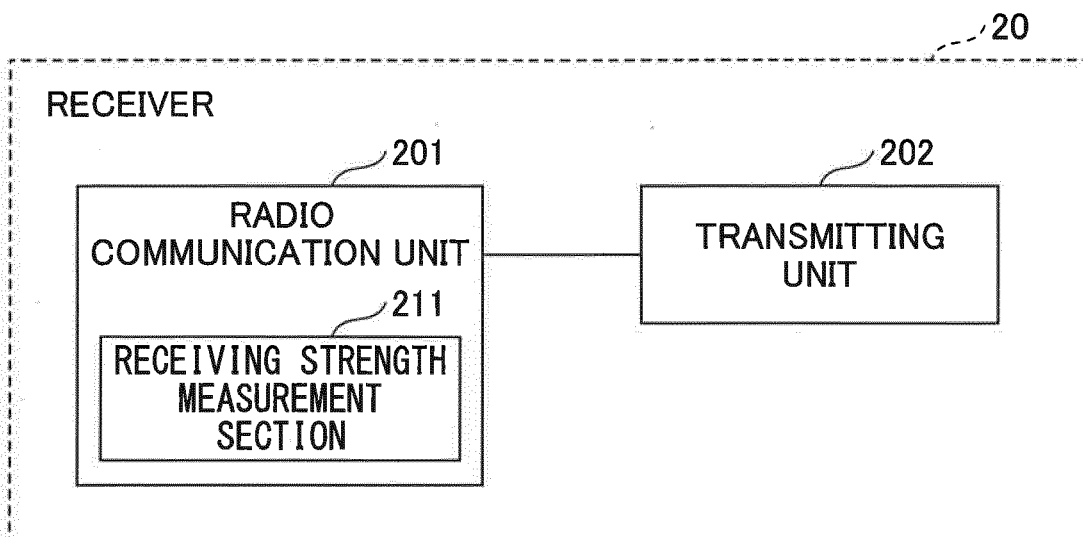 20
RECEIVER
201
202
RADIO
COMMUNICATION UNIT
TRANSMITTING
UNIT
211
RECEIVING STRENGTH
MEASUREMENT
SECTION